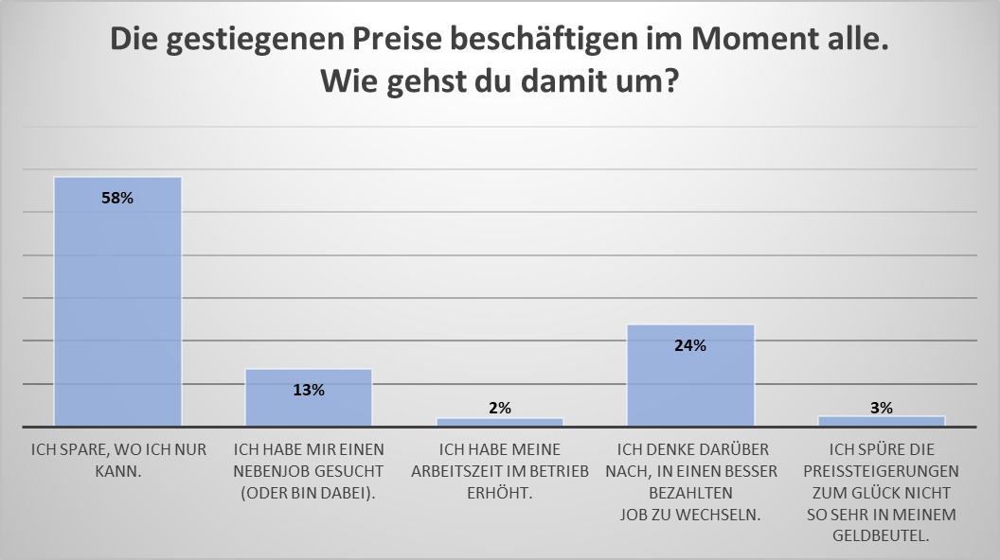 Die gestiegenen Preise beschäftigen im Moment alle.
Wie gehst du damit um?
58%
13%
2%
24%
3%
ICH SPARE, WO ICH NUR
KANN.
ICH HABE MIR EINEN
NEBENJOB GESUCHT
(ODER BIN DABEI).
ICH HABE MEINE
ARBEITSZEIT IM BETRIEB
ERHÖHT.
ICH DENKE DARÜBER
NACH, IN EINEN BESSER
BEZAHLTEN
JOB ZU WECHSELN.
ICH SPÜRE DIE
PREISSTEIGERUNGEN
ZUM GLÜCK NICHT
SO SEHR IN MEINEM
GELDBEUTEL.